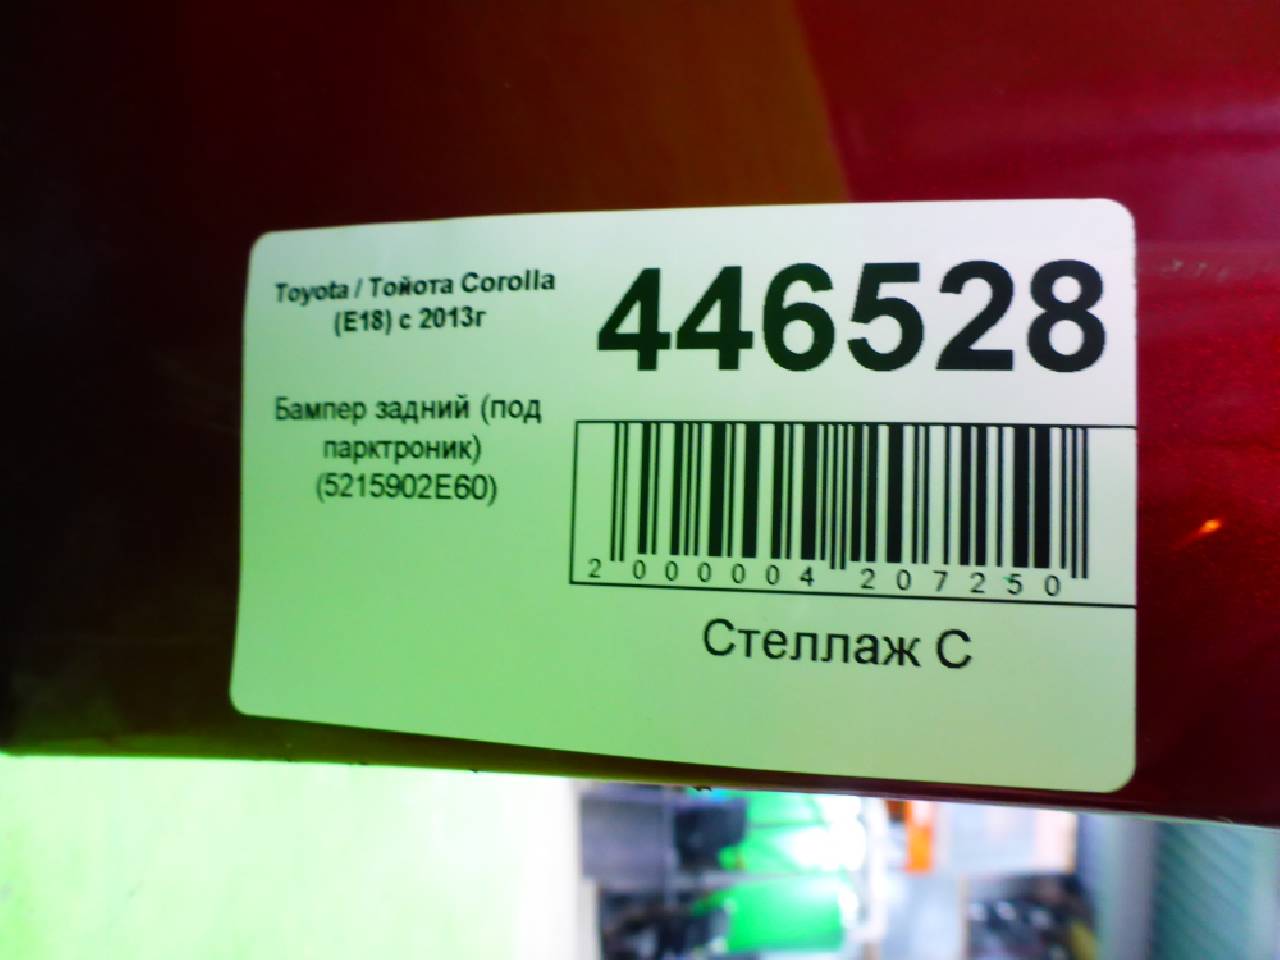 Toyota / Тойота Corolla
(E18) с 2013г
446528
Бампер задний (под
парктроник)
(5215902E60)
2 000004 207250
Стеллаж С